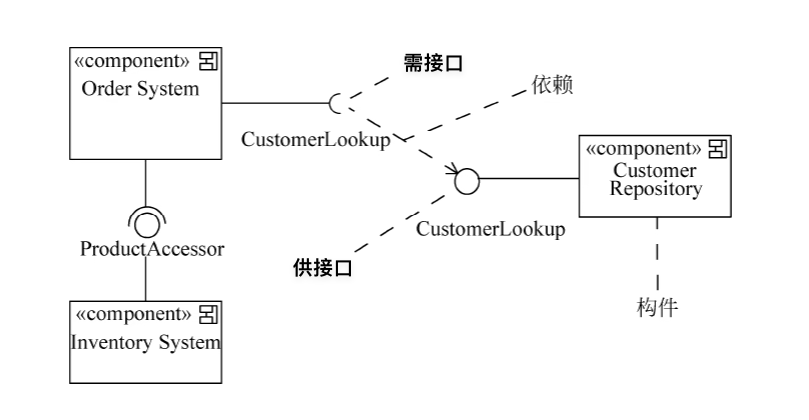 «component»
Order System
需接口
依赖
CustomerLookup
«component»
Customer
Repository
CustomerLookup
ProductAccessor
供接口
构件
«component»
Inventory System